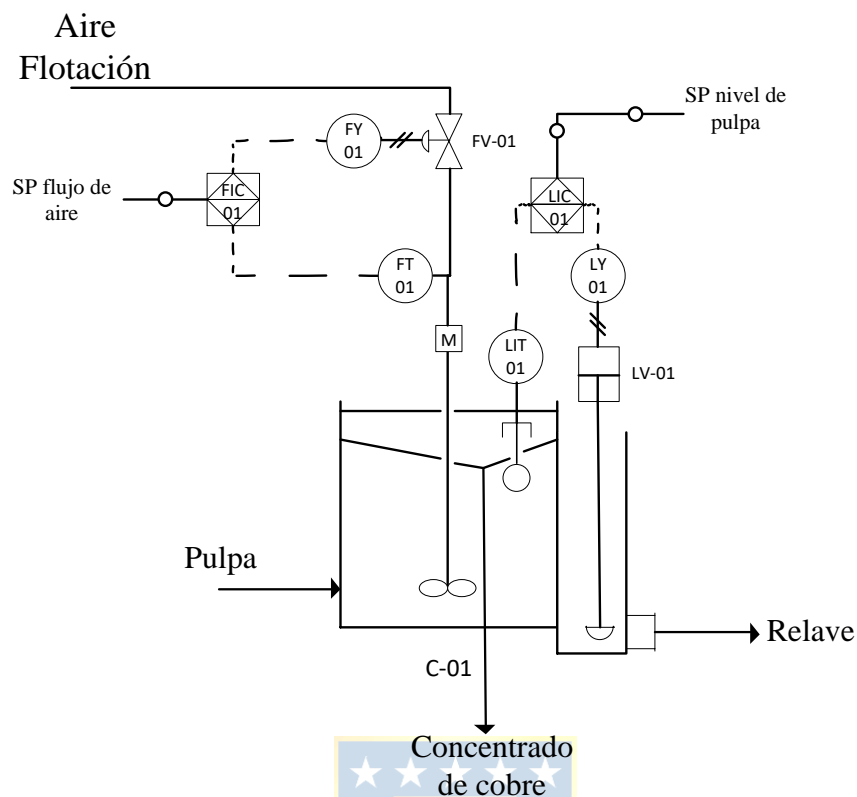 Aire
Flotación
SP nivel de
pulpa
FY
01
FV-01
SP flujo de
aire
FIC
01
LIC
01
FT
01
LY
01
M
LIT
01
LV-01
Pulpa
Relave
C-01
Concentrado
de cobre